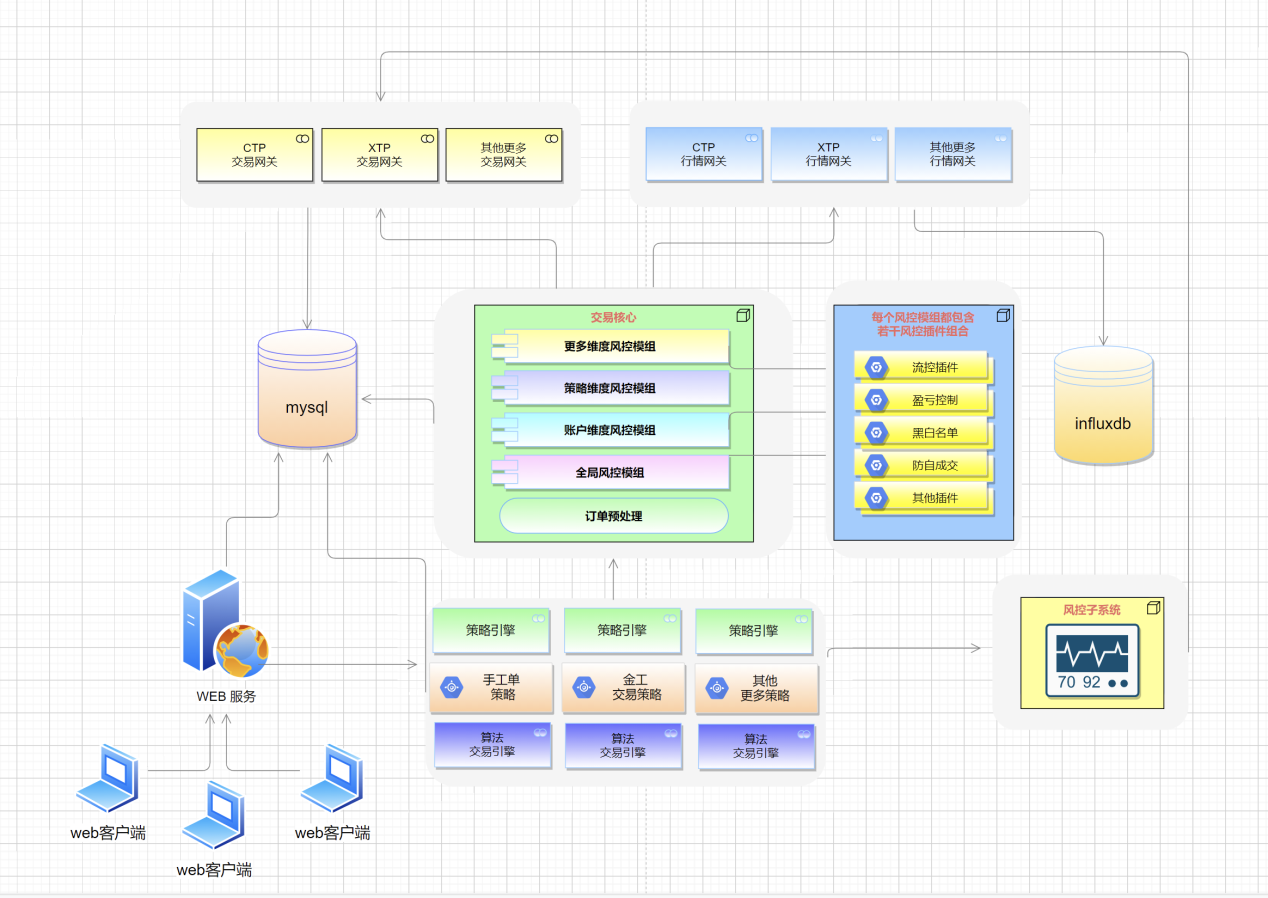 CTP
交易网关
XTP
交易网关
其他更多
交易网关
CTP
行情网关
XTP
行情网关
其他更多
行情网关
交易核心
更多维度风控模组
策略维度风控模组
账户维度风控模组
全局风控模组
订单预处理
每个风控模组都包含
若干风控插件组合
流控插件
盈亏控制
黑白名单
防自成交
其他插件
mysql
influxdb
策略引擎
策略引擎
策略引擎
手工单
策略
金工
交易策略
其他
更多策略
算法
交易引擎
算法
交易引擎
算法
交易引擎
风控子系统
70 92
WEB 服务
web客户端
web客户端
web客户端